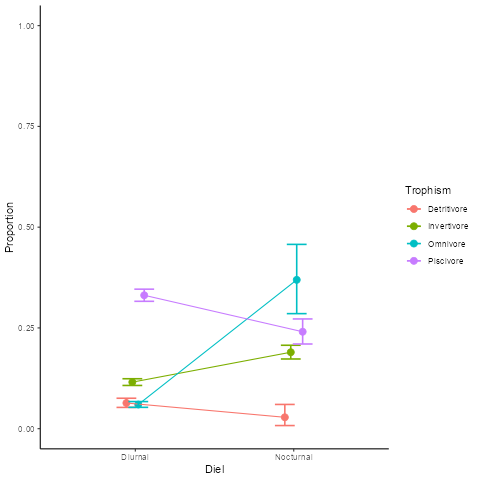 1.00
0.75
0.50
0.25
0.00
Proportion
Diurnal
Nocturnal
Diel
Trophism
Detritivore
Invertivore
Omnivore
Piscivore